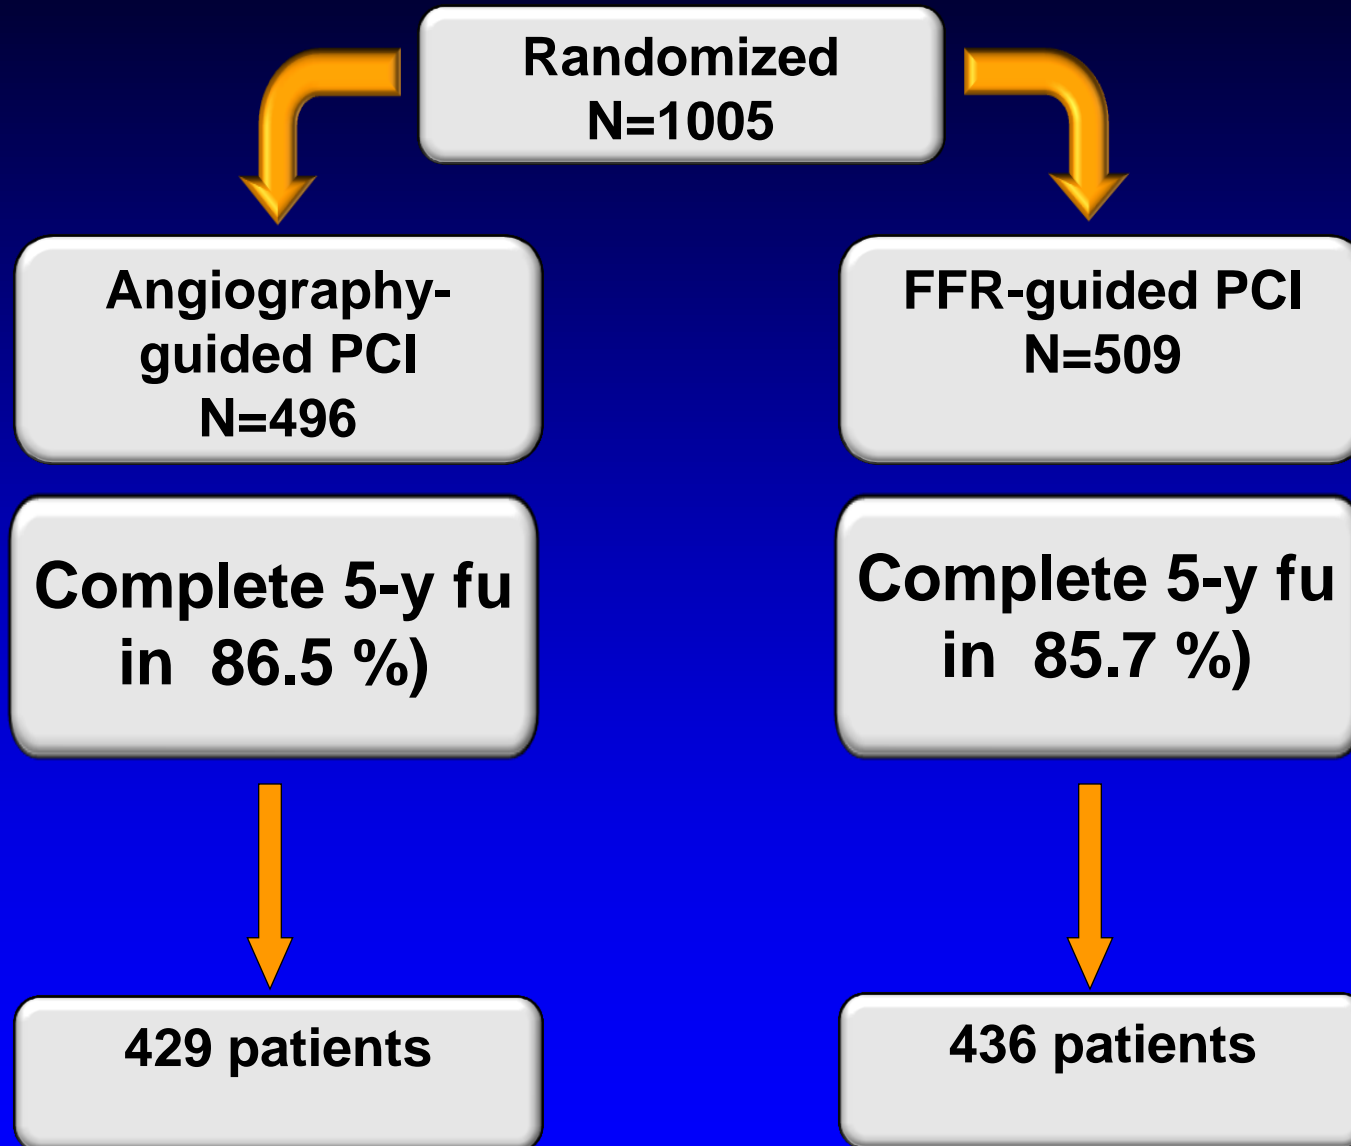 Randomized
N=1005
Angiography-
guided PCI
N=496
FFR-guided PCI
N=509
Complete 5-y fu
in  86.5 %)
Complete 5-y fu
in  85.7 %)
429 patients
436 patients